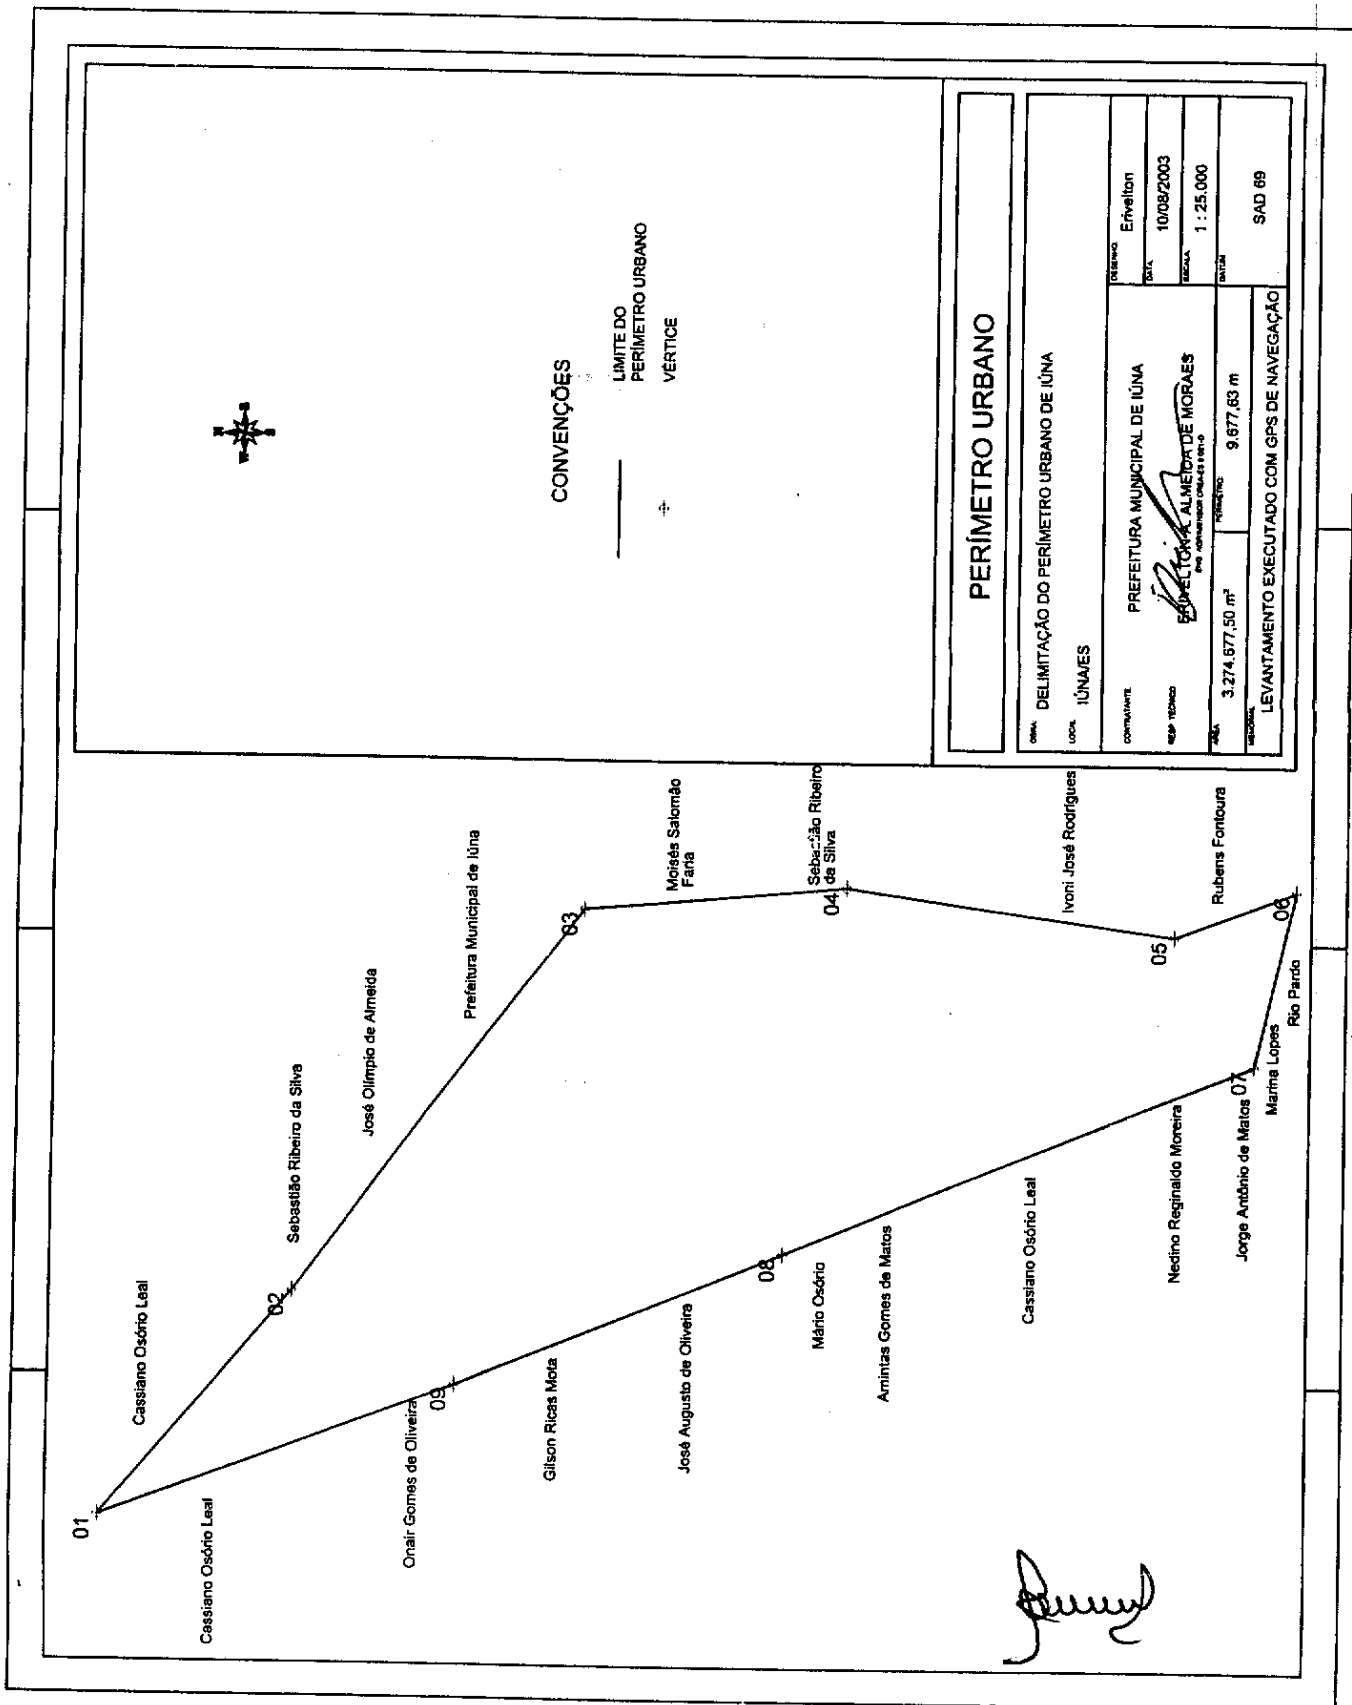 01
Cassiano Osório Leal
02
Sebastião Ribeiro da Silva
José Olímpio de Almeida
Prefeitura Municipal de Iúna
03
Moisés Salomão
Faria
04
Sebastião Ribeiro
da Silva
Ivoni José Rodrigues
05
Rubens Fontoura
06
Rio Pardo
Marina Lopes
07
Jorge Antônio de Matos
Nedino Reginaldo Moreira
Cassiano Osório Leal
Amintas Gomes de Matos
Mário Osório
08
José Augusto de Oliveira
Gilson Ricas Mota
09
Onair Gomes de Oliveira
Cassiano Osório Leal
N
W
S
CONVENÇÕES
LIMITE DO
PERÍMETRO URBANO
VÉRTICE
PERÍMETRO URBANO
OBRA:
DELIMITAÇÃO DO PERÍMETRO URBANO DE IÚNA
LOCAL
IÚNA/ES
CONTRATANTE
PREFEITURA MUNICIPAL DE IÚNA
RESP. TÉCNICO
ALMEIDA DE MORAES
DESENHO:
Erivelton
DATA
10/08/2003
ESCALA
1 : 25.000
ÁREA
3.274.677,50 m²
PERÍMETRO:
9.677,63 m
DATUM
SAD 69
MEMORIAL
LEVANTAMENTO EXECUTADO COM GPS DE NAVEGAÇÃO